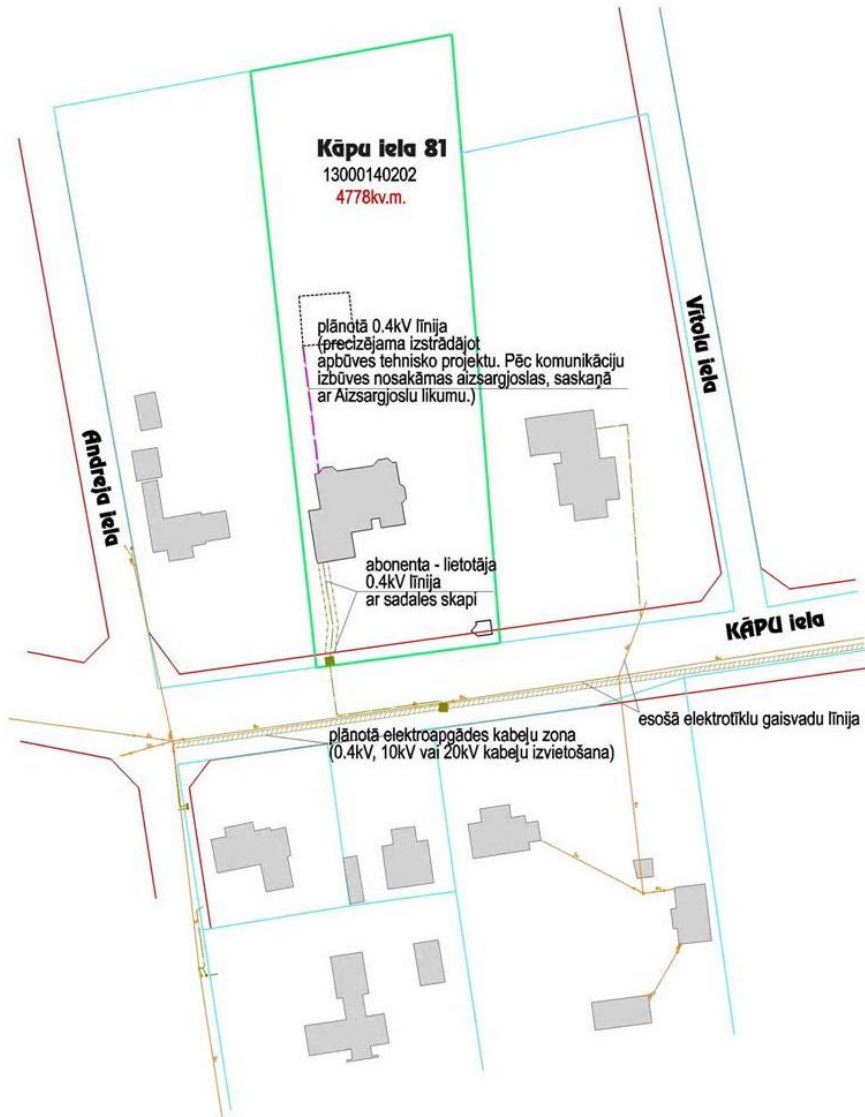 Kāpu iela 81
13000140202
4778kv.m.
plānotā 0.4kV līnija
(precizējama izstrādājot
apbūves tehnisko projektu. Pēc komunikāciju
izbūves nosakāmas aizsargjoslas, saskaņā
ar Aizsargjoslu likumu.)
Vītolu iela
Andreja iela
abonenta - lietotāja
0.4kV līnija
ar sadales skapi
KĀPU iela
esošā elektrotīklu gaisvadu līnija
plānotā elektroapgādes kabeļu zona
(0.4kV, 10kV vai 20kV kabeļu izvietošana)